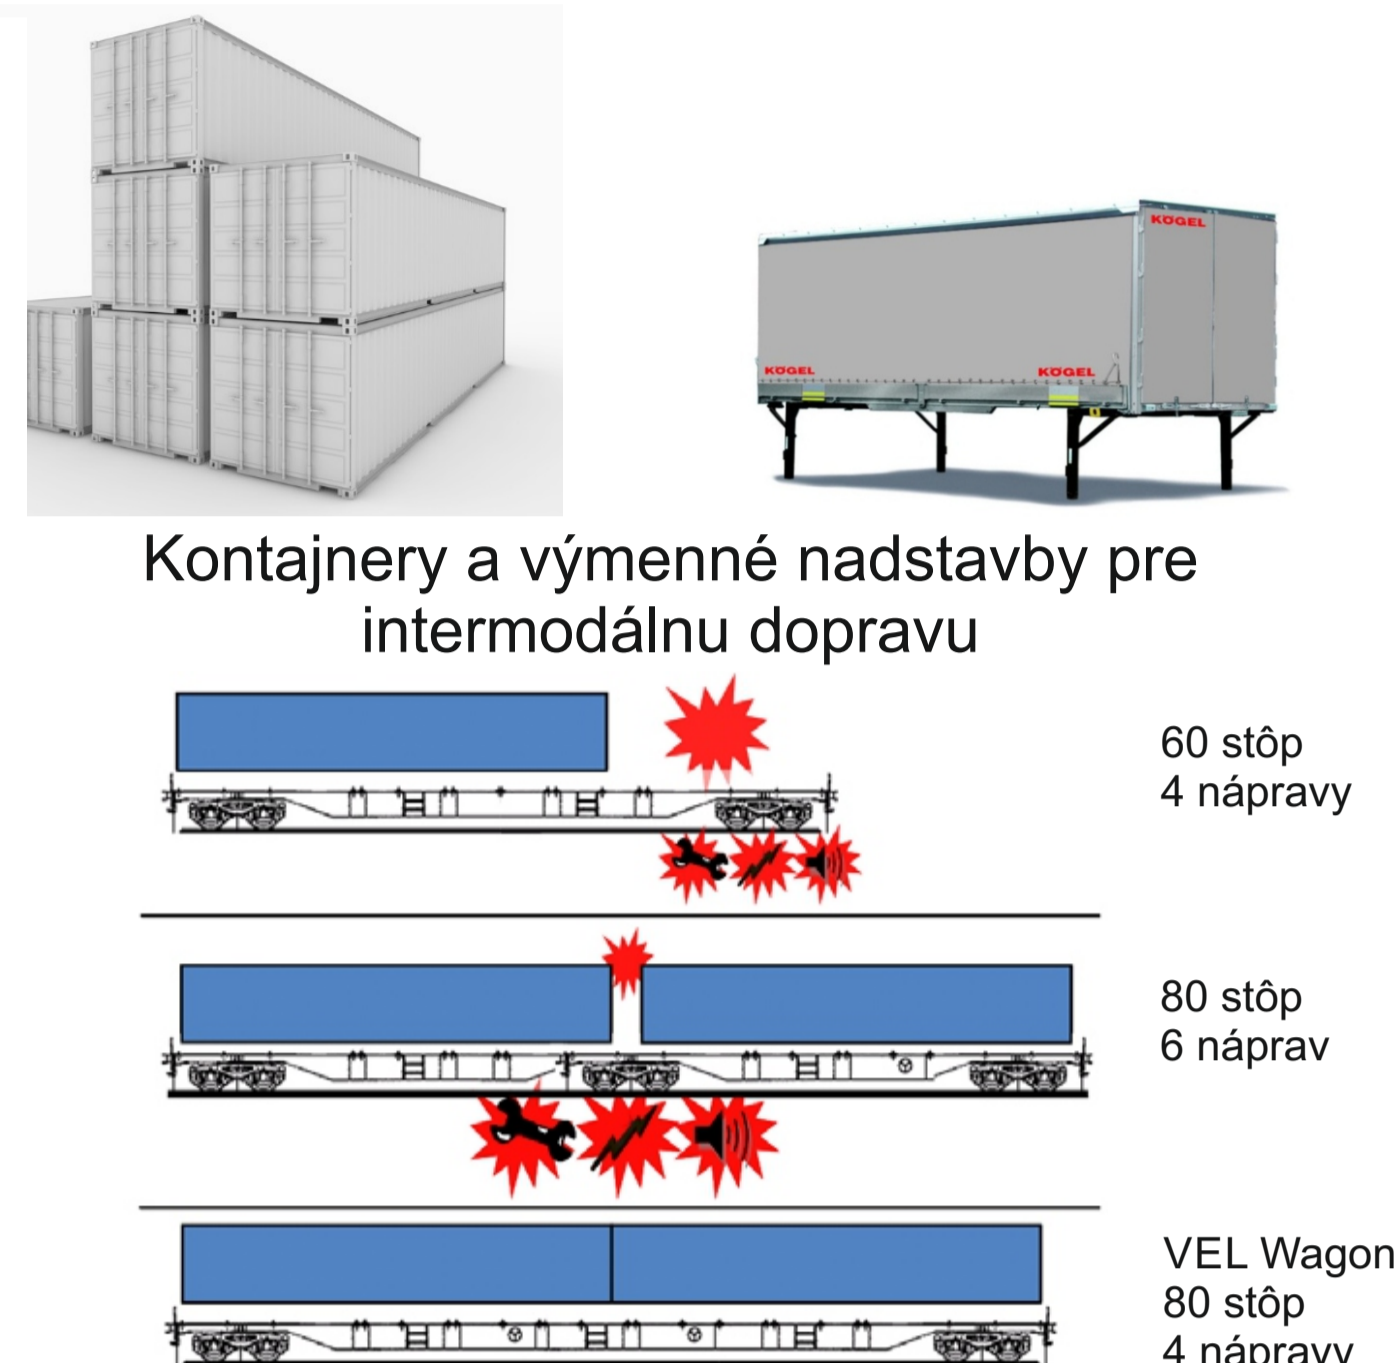 KÖGEL
KÖGEL
KÖGEL
Kontajnery a výmenné nadstavby pre
intermodálnu dopravu
60 stôp
4 nápravy
80 stôp
6 náprav
VEL Wagon
80 stôp
4 nápravy